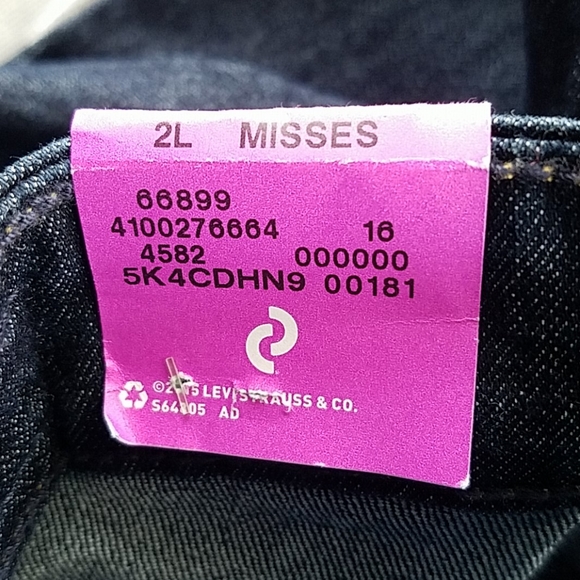 2L MISSES
66899
4100276664 16
4582 000000
5K4CDHN9 00181
LEVI STRAUSS & CO.
AD